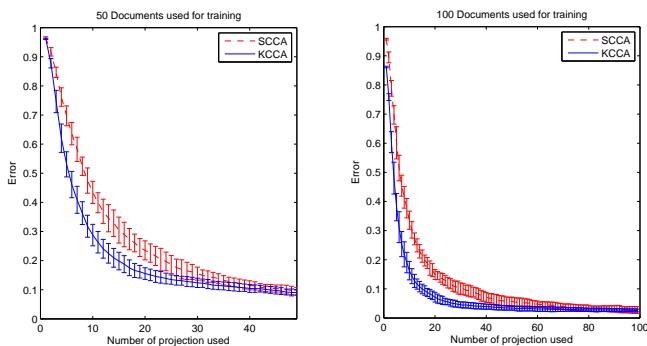 50 Documents used for training
1
0.9
0.8
0.7
0.6
0.5
0.4
0.3
0.2
0.1
0
Error
0 10 20 30 40
Number of projection used
SCCA
KCCA
100 Documents used for training
1
0.9
0.8
0.7
0.6
0.5
0.4
0.3
0.2
0.1
0
Error
0 20 40 60 80 100
Number of projection used
SCCA
KCCA